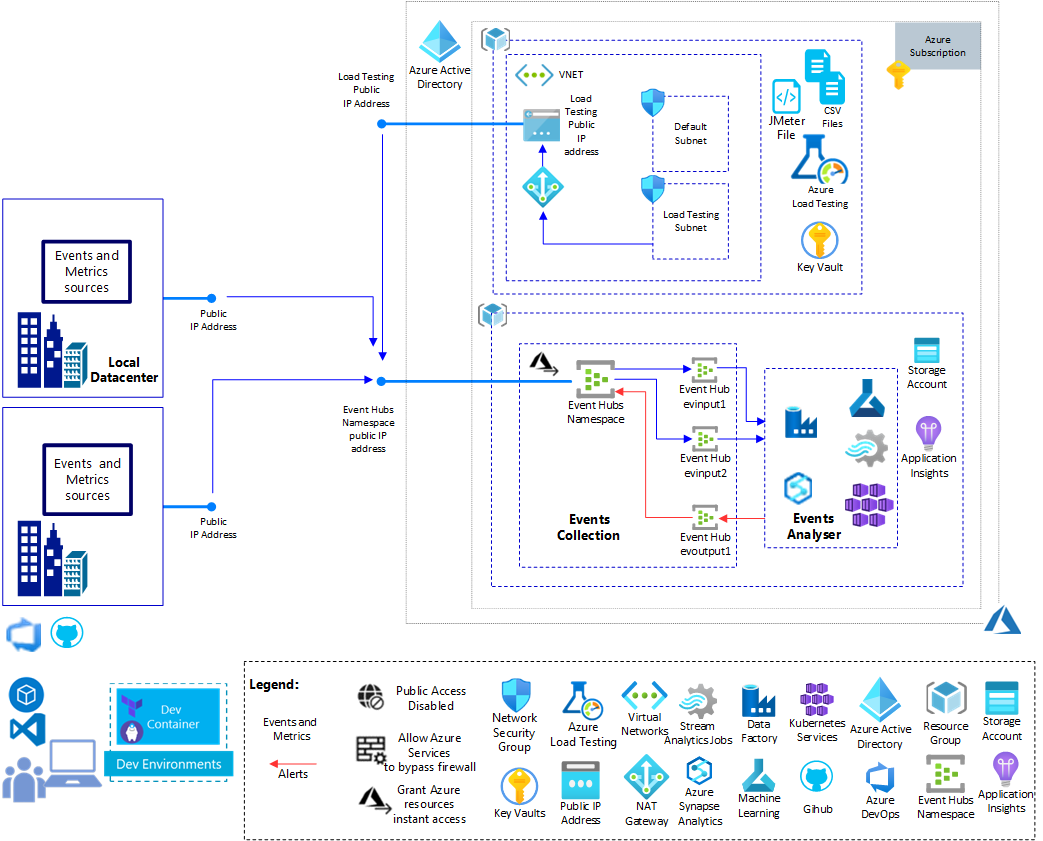 Azure
Subscription
Azure Active
Directory
Load Testing
Public
IP Address
VNET
Load
Testing
Public
IP
address
Default
Subnet
Load Testing
Subnet
JMeter
File
CSV
Files
Azure
Load Testing
Key Vault
Events and
Metrics
sources
Local
Datacenter
Public
IP Address
Events and
Metrics
sources
Public
IP Address
Event Hubs
Namespace
public IP
address
Event Hubs
Namespace
Event Hub
evinput1
Event Hub
evinput2
Event Hub
evoutput1
Events
Collection
Events
Analyser
Storage
Account
Application
Insights
Dev
Container
Dev Environments
Legend:
Events and
Metrics
Alerts
Public Access
Disabled
Allow Azure
Services
to bypass firewall
Grant Azure
resources
instant access
Network
Security
Group
Azure
Load Testing
Virtual
Networks
Stream
AnalyticsJobs
Data
Factory
Kubernetes
Services
Azure Active
Directory
Resource
Group
Storage
Account
Key Vaults
Public IP
Address
NAT
Gateway
Azure
Synapse
Analytics
Machine
Learning
Gihub
Azure
DevOps
Event Hubs
Namespace
Application
Insights